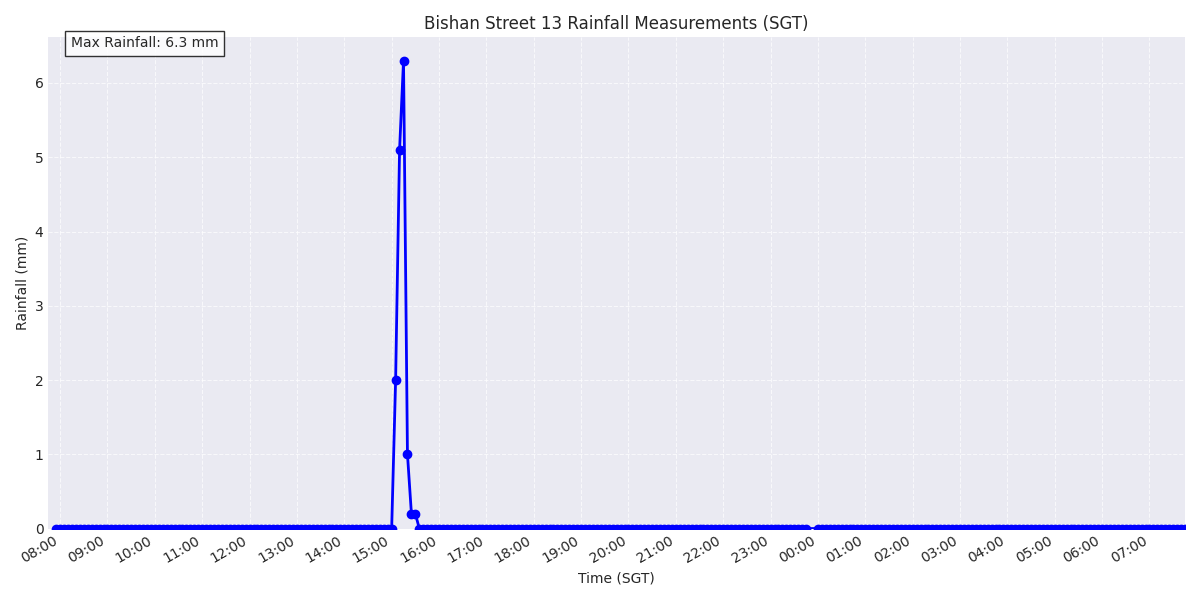 Bishan Street 13 Rainfall Measurements (SGT)
Max Rainfall: 6.3 mm
Rainfall (mm)
6
5
4
3
2
1
0
08:00 09:00 10:00 11:00 12:00 13:00 14:00 15:00 16:00 17:00 18:00 19:00 20:00 21:00 22:00 23:00 00:00 01:00 02:00 03:00 04:00 05:00 06:00 07:00
Time (SGT)